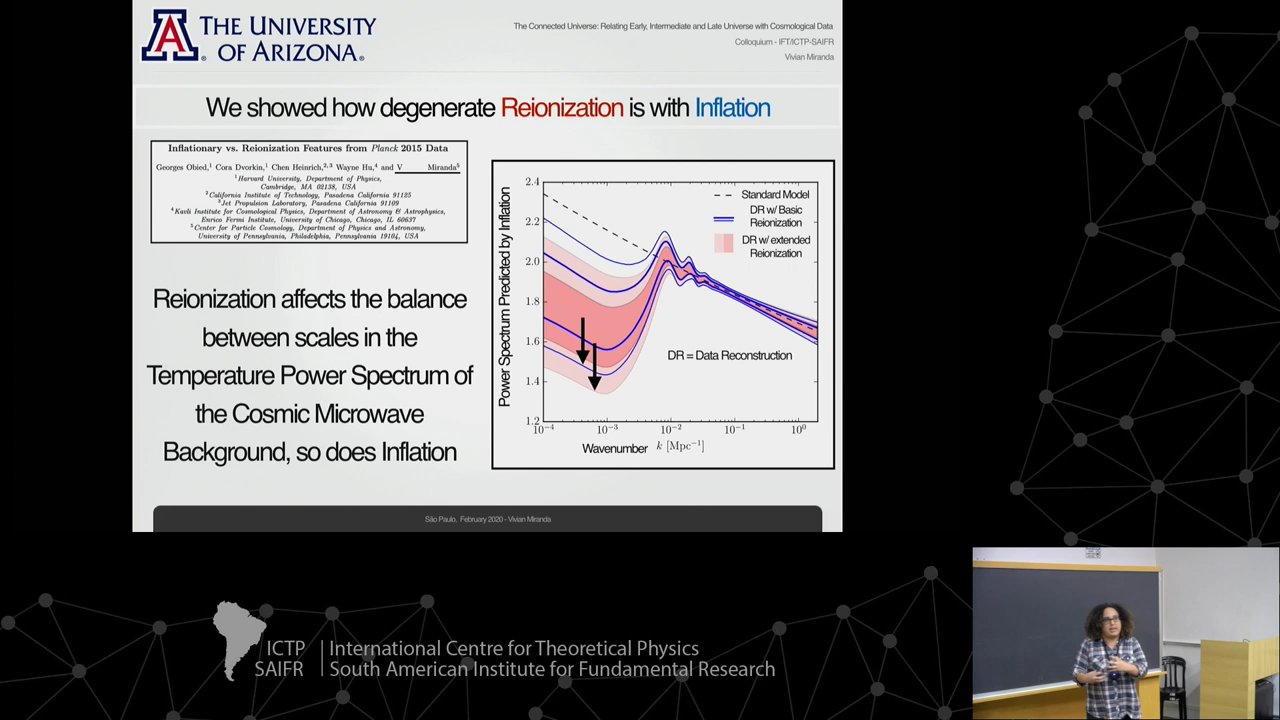 THE UNIVERSITY
OF ARIZONA.
The Connected Universe: Relating Early, Intermediate and Late Universe with Cosmological Data
Colloquium - IFT/ICTP-SAIFR
Vivian Miranda
We showed how degenerate Reionization is with Inflation
Inflationary vs. Reionization Features from Planck 2015 Data
Georges Obied,¹ Cora Dvorkin,¹ Chen Heinrich,²,³ Wayne Hu,⁴ and V Miranda⁵
¹Harvard University, Department of Physics,
Cambridge, MA 02138, USA
²California Institute of Technology, Pasadena California 91125
³Jet Propulsion Laboratory, Pasadena California 91109
⁴Kavli Institute for Cosmological Physics, Department of Astronomy & Astrophysics,
Enrico Fermi Institute, University of Chicago, Chicago, IL 60637
⁵Center for Particle Cosmology, Department of Physics and Astronomy,
University of Pennsylvania, Philadelphia, Pennsylvania 19104, USA
Reionization affects the balance
between scales in the
Temperature Power Spectrum of
the Cosmic Microwave
Background, so does Inflation
Power Spectrum Predicted by Inflation
2.4
2.2
2.0
1.8
1.6
1.4
1.2
Standard Model
DR w/ Basic
Reionization
DR w/ extended
Reionization
DR = Data Reconstruction
10⁻⁴ 10⁻³ 10⁻² 10⁻¹ 10⁰
Wavenumber k [Mpc⁻¹]
São Paulo, February 2020 - Vivian Miranda
ICTP
SAIFR
International Centre for Theoretical Physics
South American Institute for Fundamental Research